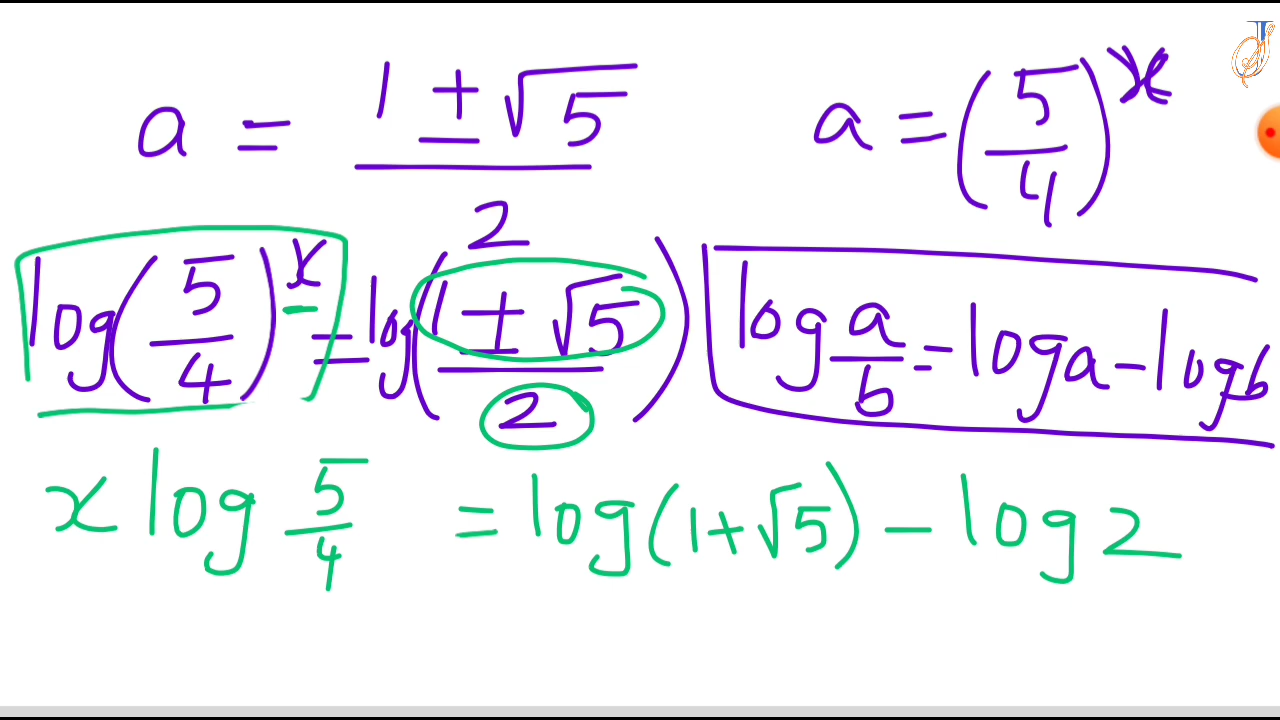 a = (1 ± √5)/2    a = (5/4)^x
log(5/4)^x = log((1 ± √5)/2)    log a/b = log a - log b
x log 5/4 = log(1+√5) - log 2